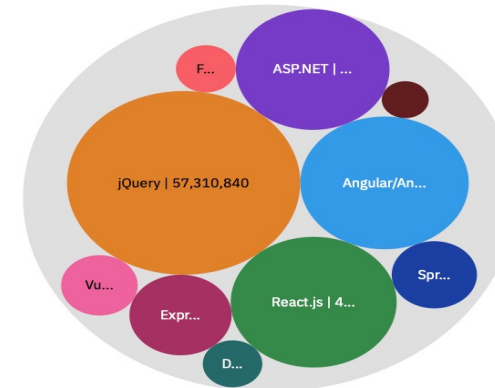 F...
ASP.NET | ...
jQuery | 57,310,840
Angular/An...
Spr...
Vu...
React.js | 4...
Expr...
D...